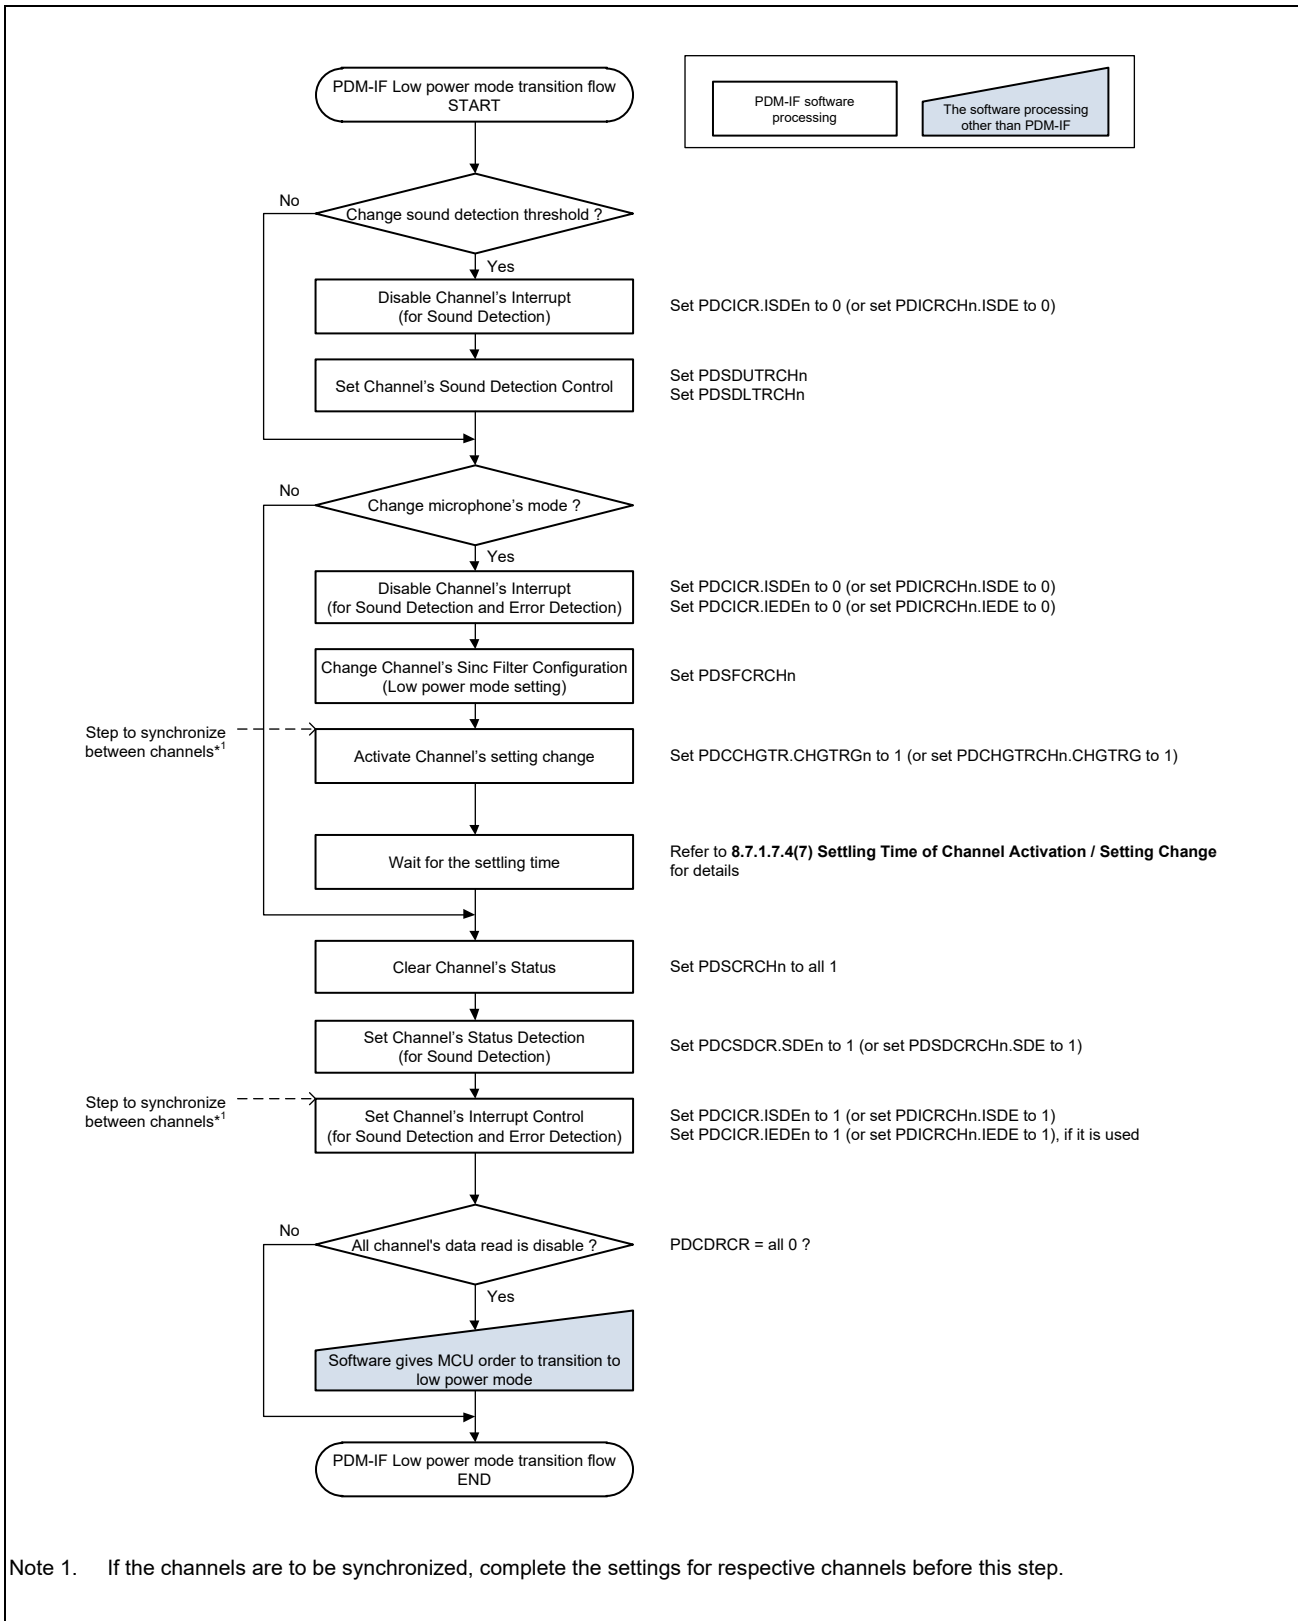 PDM-IF Low power mode transition flow
START
PDM-IF software
processing
The software processing
other than PDM-IF
No
Change sound detection threshold ?
Yes
Disable Channel's Interrupt
(for Sound Detection)
Set PDCICR.ISDEn to 0 (or set PDICRCHn.ISDE to 0)
Set Channel's Sound Detection Control
Set PDSDUTRCHn
Set PDSDLTRCHn
No
Change microphone's mode ?
Yes
Disable Channel's Interrupt
(for Sound Detection and Error Detection)
Set PDCICR.ISDEn to 0 (or set PDICRCHn.ISDE to 0)
Set PDCICR.IEDEn to 0 (or set PDICRCHn.IEDE to 0)
Change Channel's Sinc Filter Configuration
(Low power mode setting)
Set PDSFCRCHn
Step to synchronize
between channels*1
Activate Channel's setting change
Set PDCCHGTR.CHGTRGn to 1 (or set PDCHGTRCHn.CHGTRG to 1)
Wait for the settling time
Refer to 8.7.1.7.4(7) Settling Time of Channel Activation / Setting Change
for details
Clear Channel's Status
Set PDSCRCHn to all 1
Set Channel's Status Detection
(for Sound Detection)
Set PDCSDCR.SDEn to 1 (or set PDSDCRCHn.SDE to 1)
Step to synchronize
between channels*1
Set Channel's Interrupt Control
(for Sound Detection and Error Detection)
Set PDCICR.ISDEn to 1 (or set PDICRCHn.ISDE to 1)
Set PDCICR.IEDEn to 1 (or set PDICRCHn.IEDE to 1), if it is used
No
All channel's data read is disable ?
PDCDRCR = all 0 ?
Yes
Software gives MCU order to transition to
low power mode
PDM-IF Low power mode transition flow
END
Note 1. If the channels are to be synchronized, complete the settings for respective channels before this step.